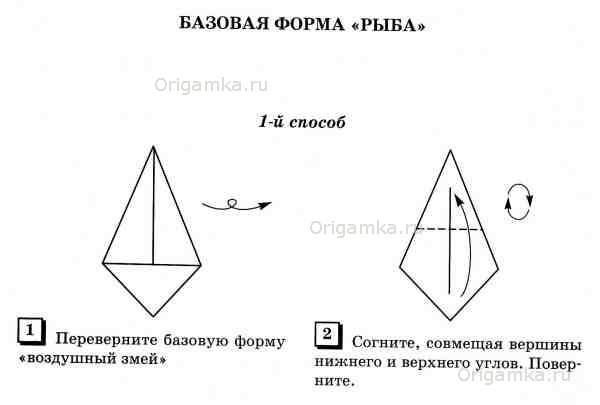 БАЗОВАЯ ФОРМА «РЫБА»
Origamka.ru
1-й способ
Origamka.ru
1 Переверните базовую форму
«воздушный змей»
2 Согните, совмещая вершины
нижнего и верхнего углов. Повер-
ните.
Origamka.ru